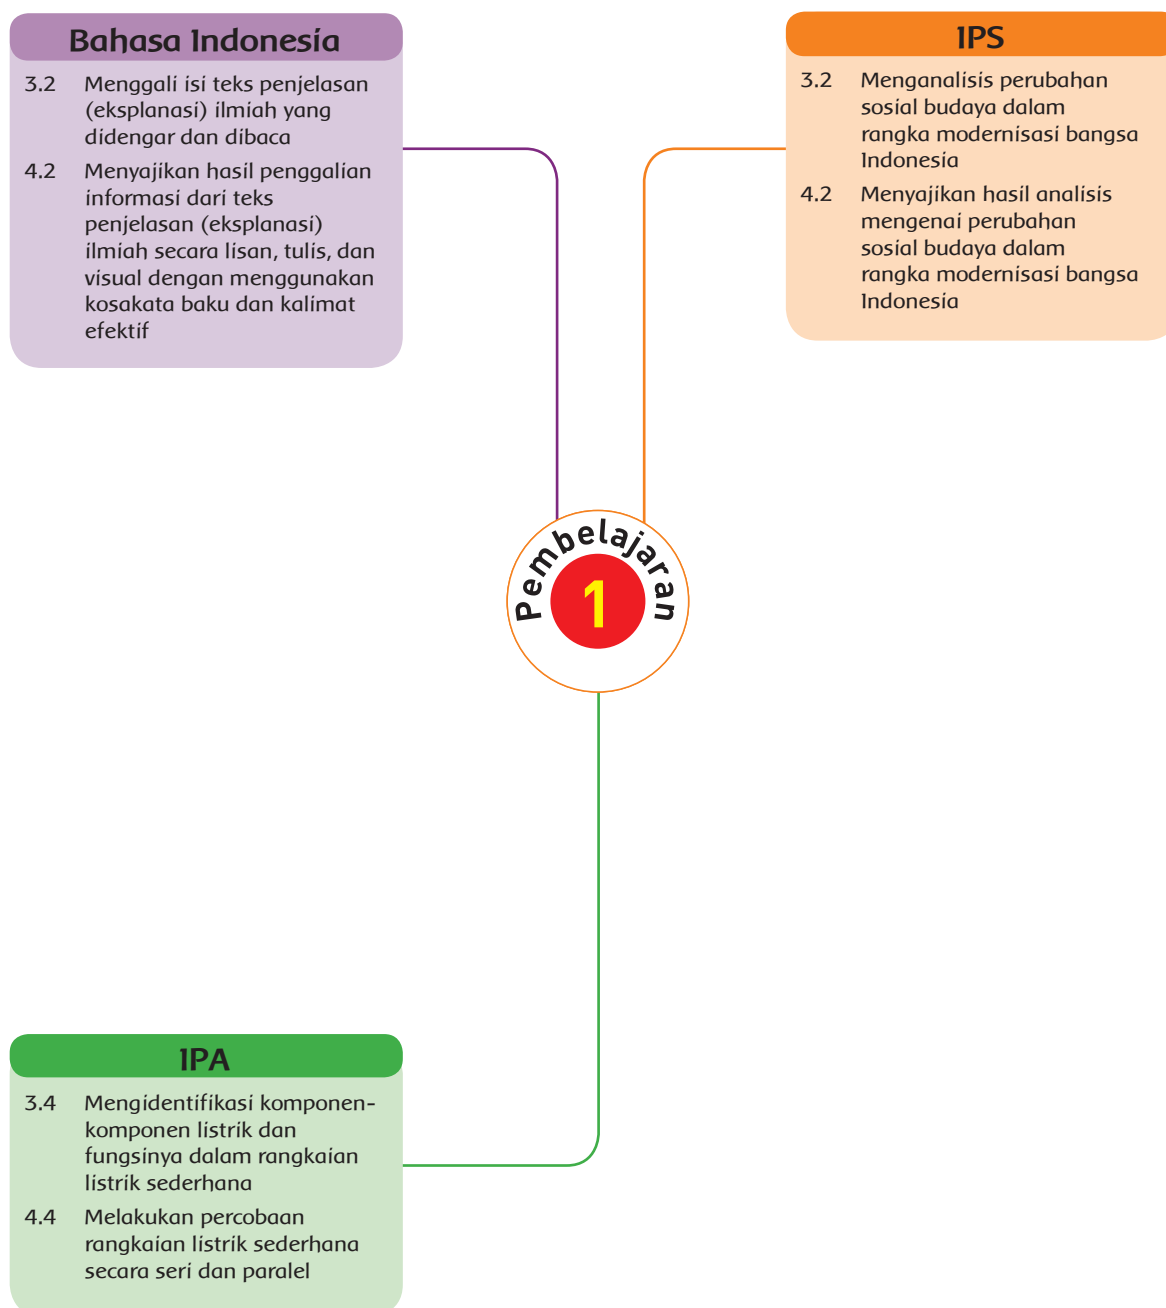 Bahasa Indonesia
3.2 Menggali isi teks penjelasan
(eksplanasi) ilmiah yang
didengar dan dibaca
4.2 Menyajikan hasil penggalian
informasi dari teks
penjelasan (eksplanasi)
ilmiah secara lisan, tulis, dan
visual dengan menggunakan
kosakata baku dan kalimat
efektif
IPS
3.2 Menganalisis perubahan
sosial budaya dalam
rangka modernisasi bangsa
Indonesia
4.2 Menyajikan hasil analisis
mengenai perubahan
sosial budaya dalam
rangka modernisasi bangsa
Indonesia
Pembelajaran
1
IPA
3.4 Mengidentifikasi komponen-
komponen listrik dan
fungsinya dalam rangkaian
listrik sederhana
4.4 Melakukan percobaan
rangkaian listrik sederhana
secara seri dan paralel